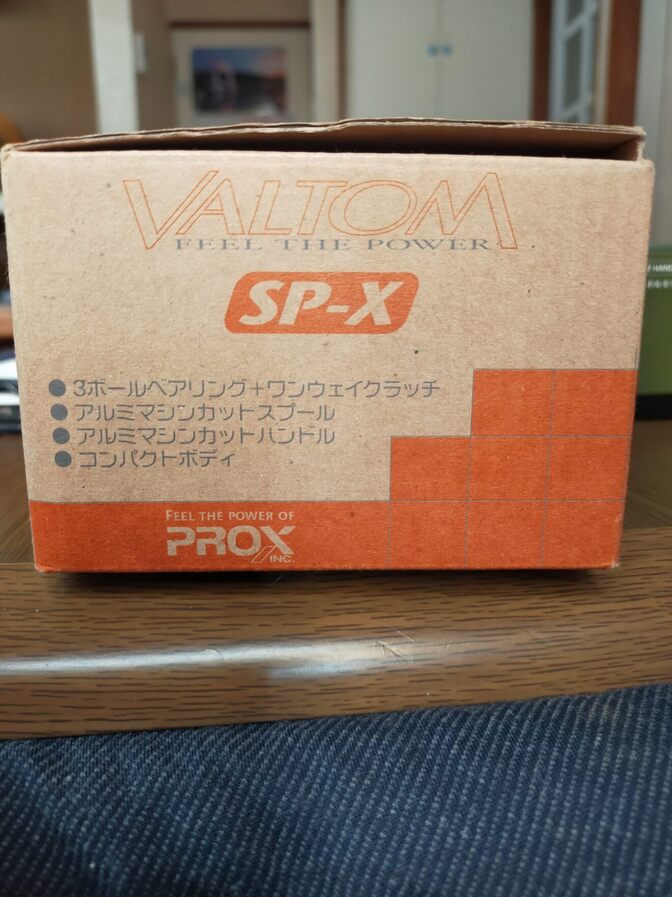 VALTOM
FEEL THE POWER
SP-X
● 3ボールベアリング+ワンウェイクラッチ
● アルミマシンカットスプール
● アルミマシンカットハンドル
● コンパクトボディ
FEEL THE POWER OF
PROX
INC.